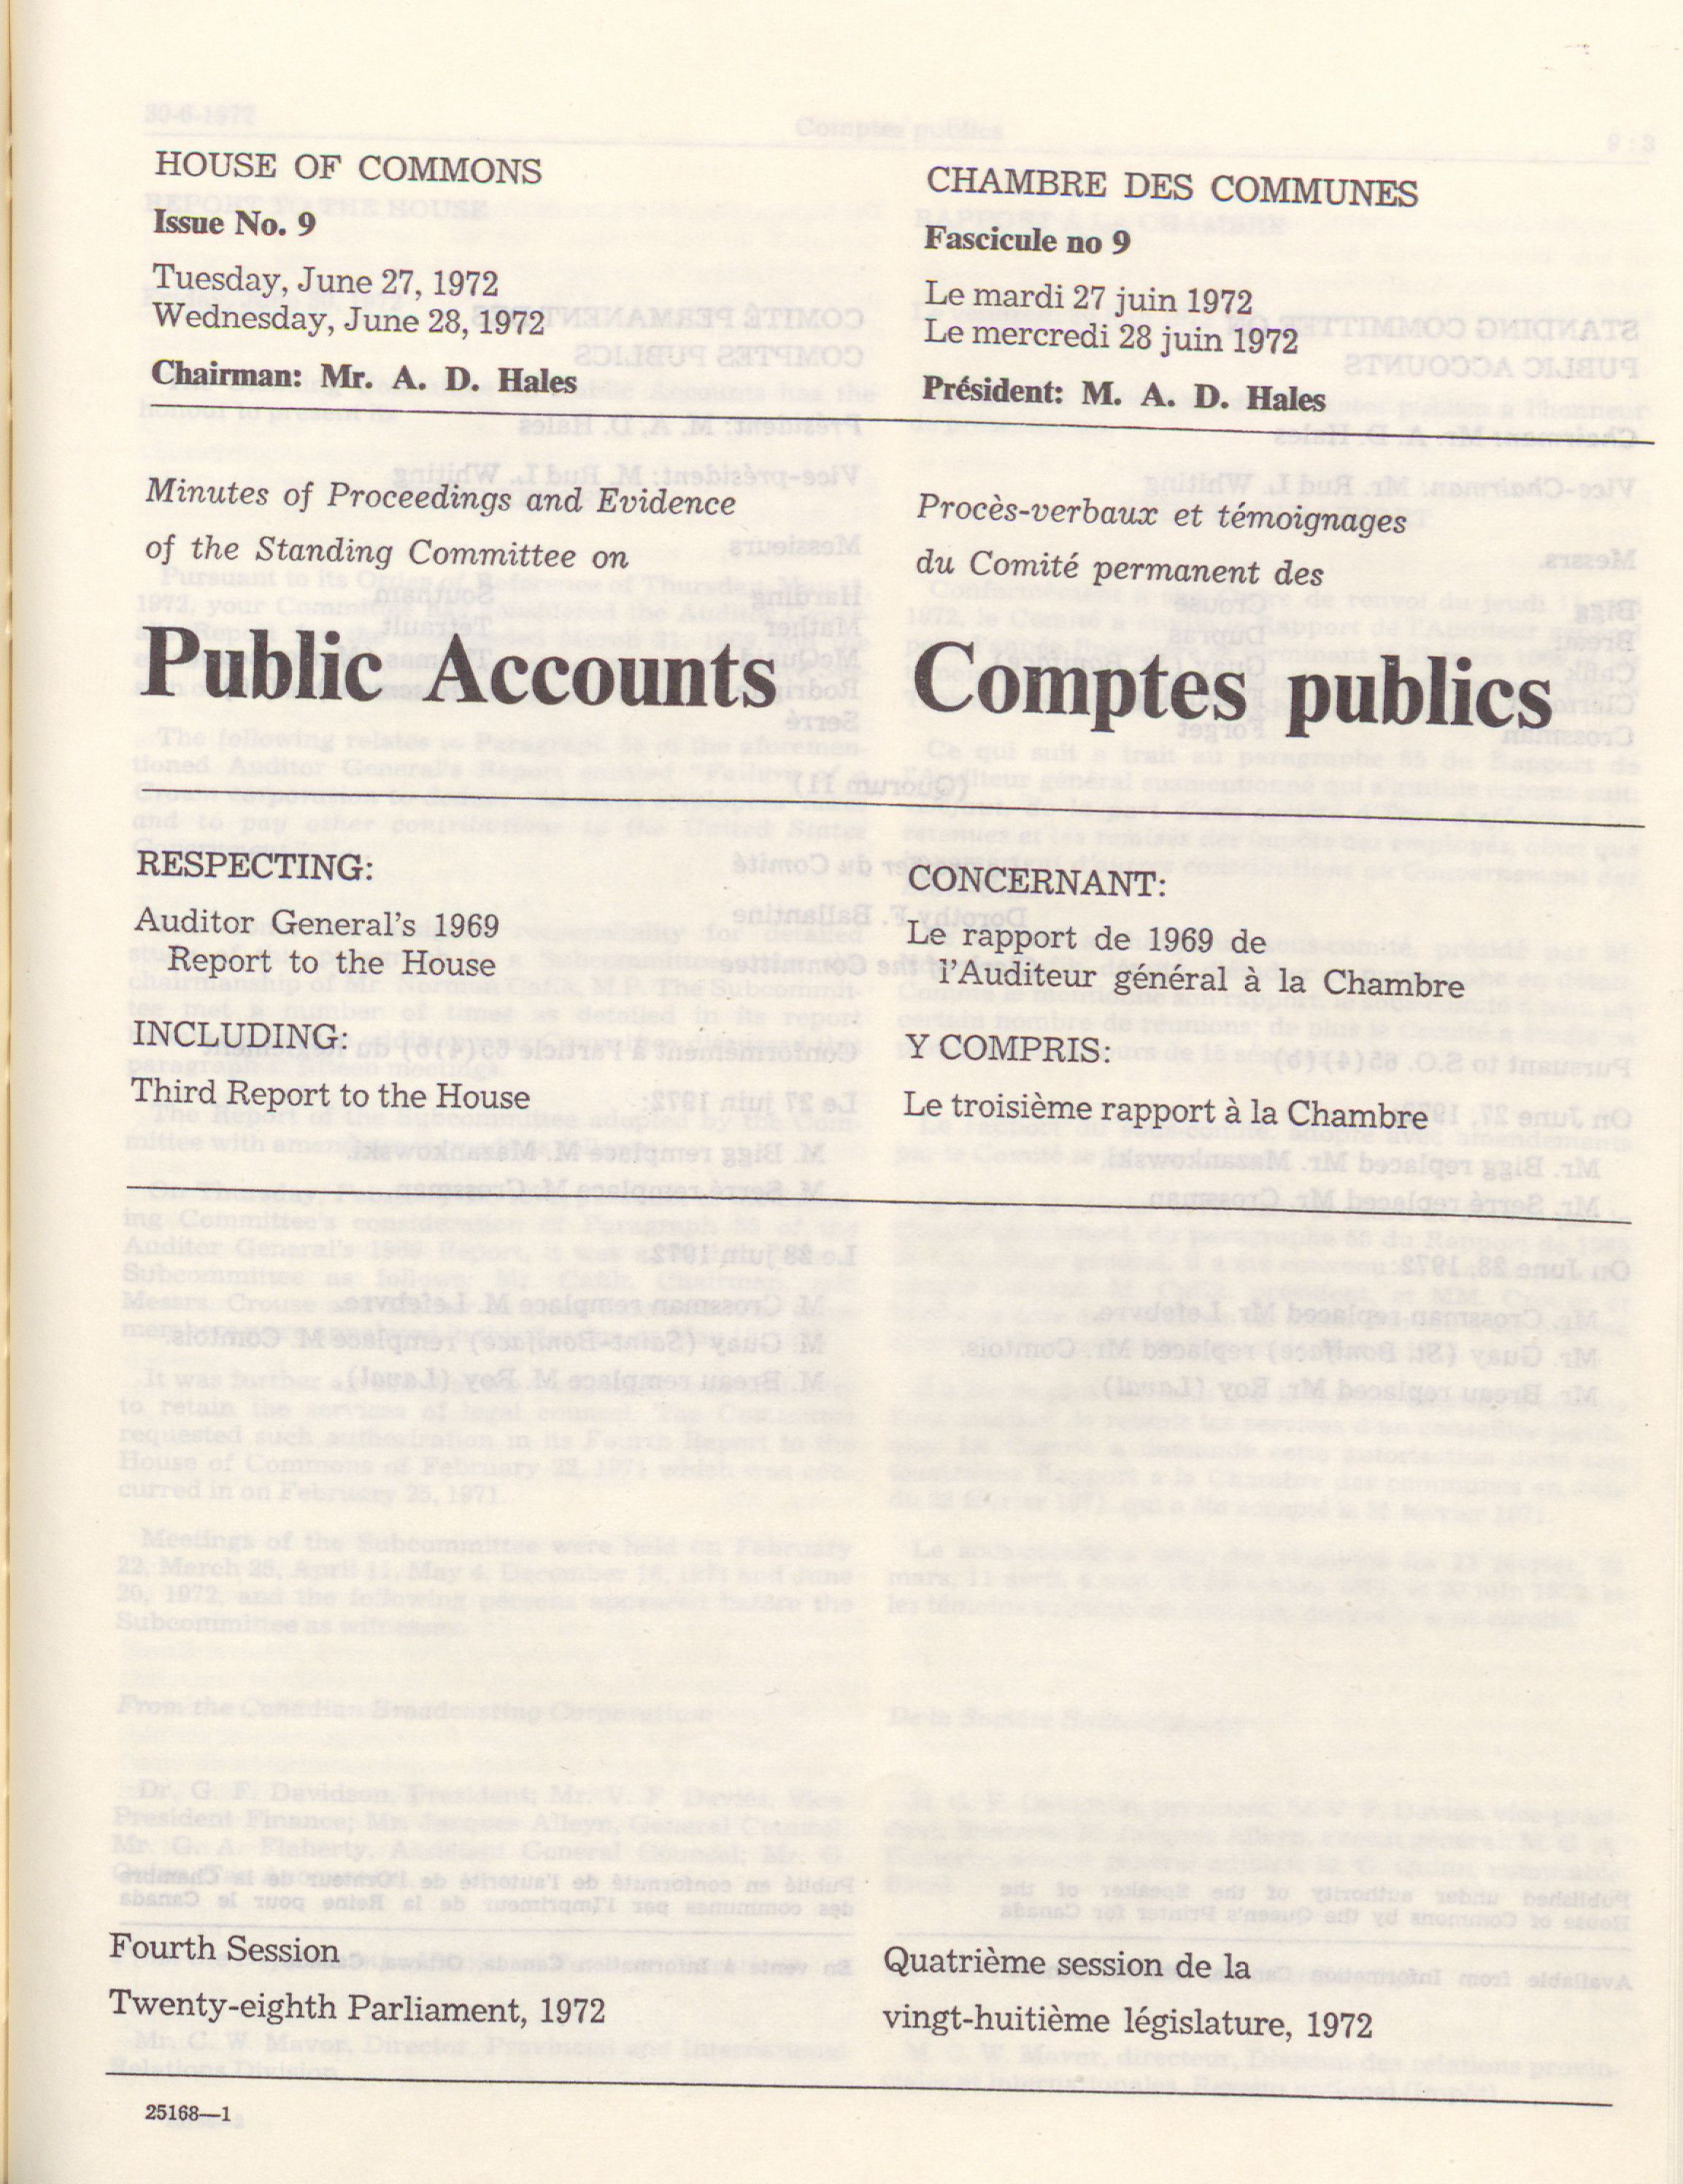 HOUSE OF COMMONS
Issue No. 9
Tuesday, June 27, 1972
Wednesday, June 28, 1972
Chairman: Mr. A. D. Hales
CHAMBRE DES COMMUNES
Fascicule no 9
Le mardi 27 juin 1972
Le mercredi 28 juin 1972
Président: M. A. D. Hales
Minutes of Proceedings and Evidence
of the Standing Committee on
Public Accounts
Procès-verbaux et témoignages
du Comité permanent des
Comptes publics
RESPECTING:
Auditor General's 1969
Report to the House
INCLUDING:
Third Report to the House
CONCERNANT:
Le rapport de 1969 de
l'Auditeur général à la Chambre
Y COMPRIS:
Le troisième rapport à la Chambre
Fourth Session
Twenty-eighth Parliament, 1972
Quatrième session de la
vingt-huitième législature, 1972
25168—1